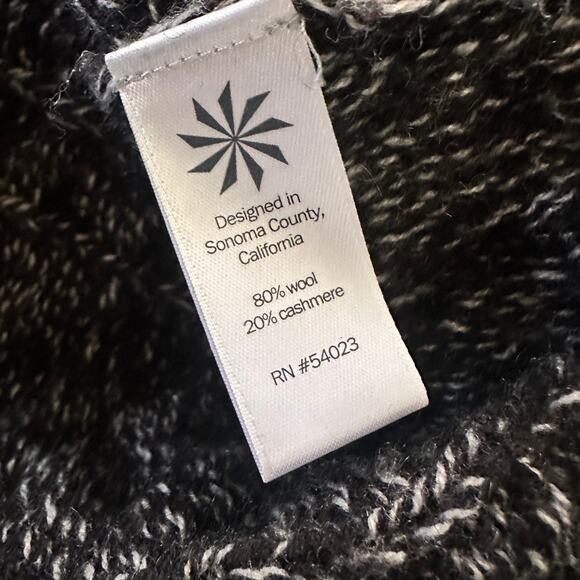 Designed in
Sonoma County,
California
80% wool
20% cashmere
RN #54023